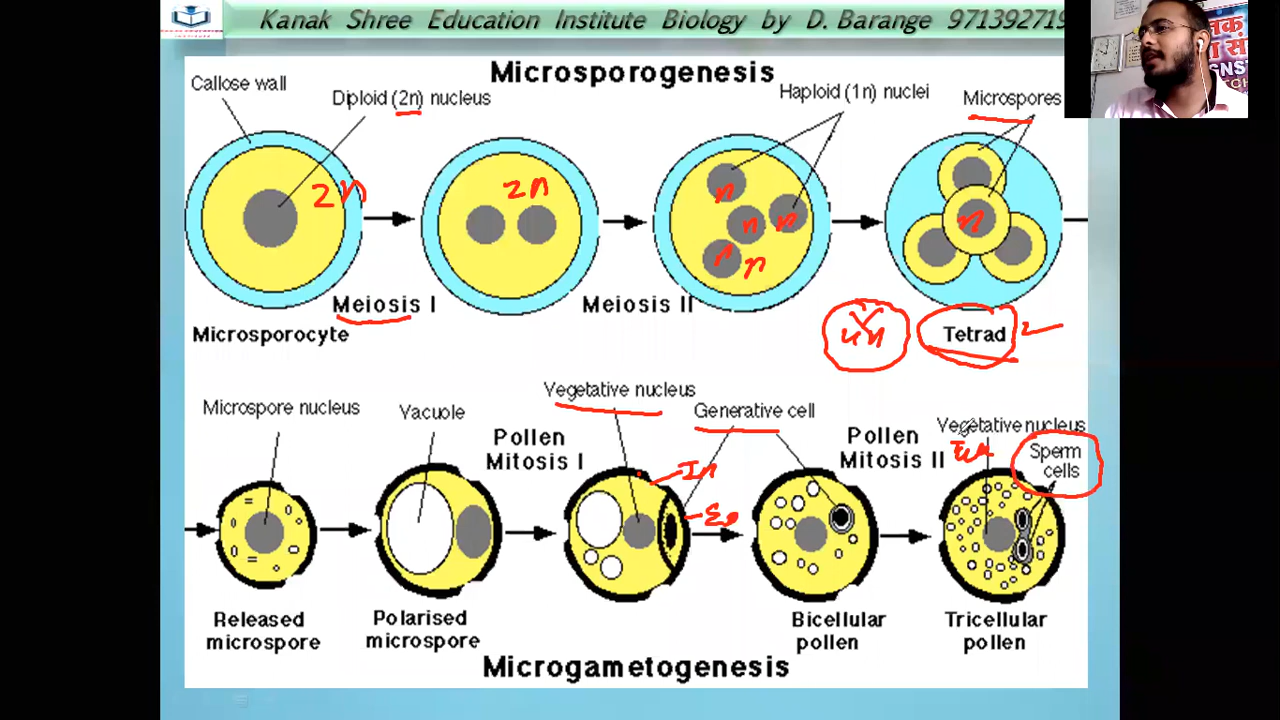 Kanak Shree Education Institute Biology by D. Barange 971392719
Microsporogenesis
Callose wall
Diploid (2n) nucleus
Haploid (1n) nuclei
Microspores
2n
2n
n
n
n
n
n
n
Meiosis I
Meiosis II
Microsporocyte
Tetrad
Microspore nucleus
Vacuole
Vegetative nucleus
Generative cell
Vegetative nucleus
Sperm
cells
Pollen
Mitosis I
Pollen
Mitosis II
In
Released
microspore
Polarised
microspore
Bicellular
pollen
Tricellular
pollen
Microgametogenesis